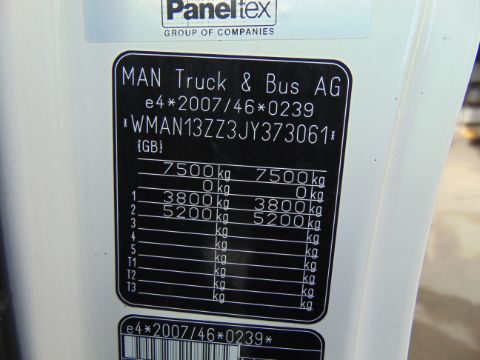 Paneltex
GROUP OF COMPANIES
MAN Truck & Bus AG
e4*2007/46*0239
*WMAN13ZZ3JY373061*
(GB)
7500kg 7500kg
0kg 0kg
1 3800kg 3800kg
2 5200kg 5200kg
3 kg kg
4 kg kg
5 kg kg
T1 kg kg
T2 kg kg
T3 kg kg
e4*2007/46*0239*